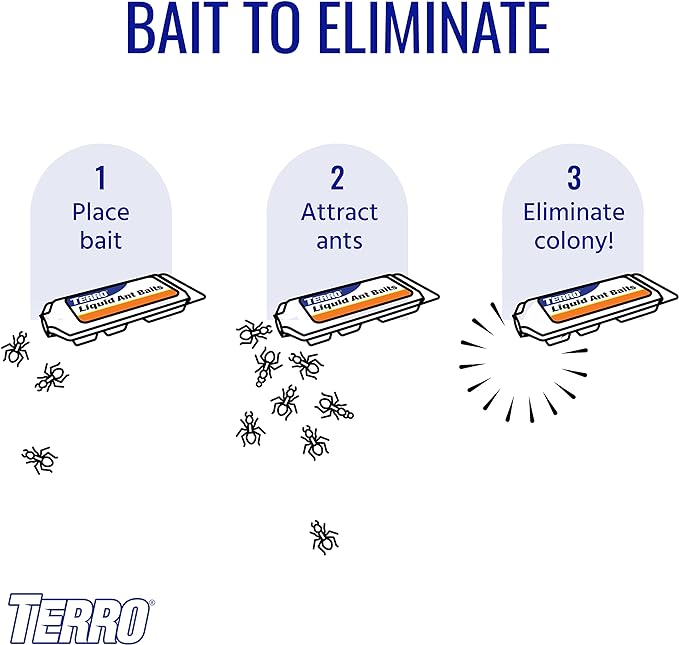 BAIT TO ELIMINATE
1
Place
bait
2
Attract
ants
3
Eliminate
colony!
TERRO
Liquid Ant Baits
TERRO
Liquid Ant Baits
TERRO
Liquid Ant Baits
TERRO®